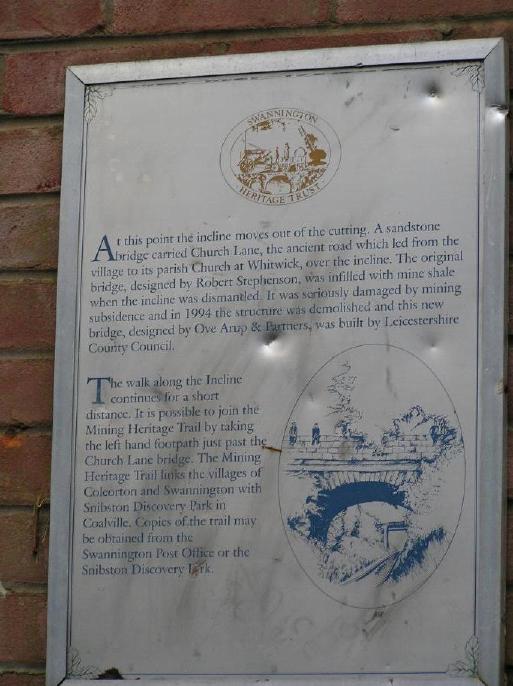 SWANNINGTON
HERITAGE TRUST
At this point the incline moves out of the cutting. A sandstone
bridge carried Church Lane, the ancient road which led from the
village to its parish Church at Whitwick, over the incline. The original
bridge, designed by Robert Stephenson, was infilled with mine shale
when the incline was dismantled. It was seriously damaged by mining
subsidence and in 1994 the structure was demolished and this new
bridge, designed by Ove Arup & Partners, was built by Leicestershire
County Council.
The walk along the Incline
continues for a short
distance. It is possible to join the
Mining Heritage Trail by taking
the left hand footpath just past the
Church Lane bridge. The Mining
Heritage Trail links the villages of
Coleorton and Swannington with
Snibston Discovery Park in
Coalville. Copies of the trail may
be obtained from the
Swannington Post Office or the
Snibston Discovery Park.